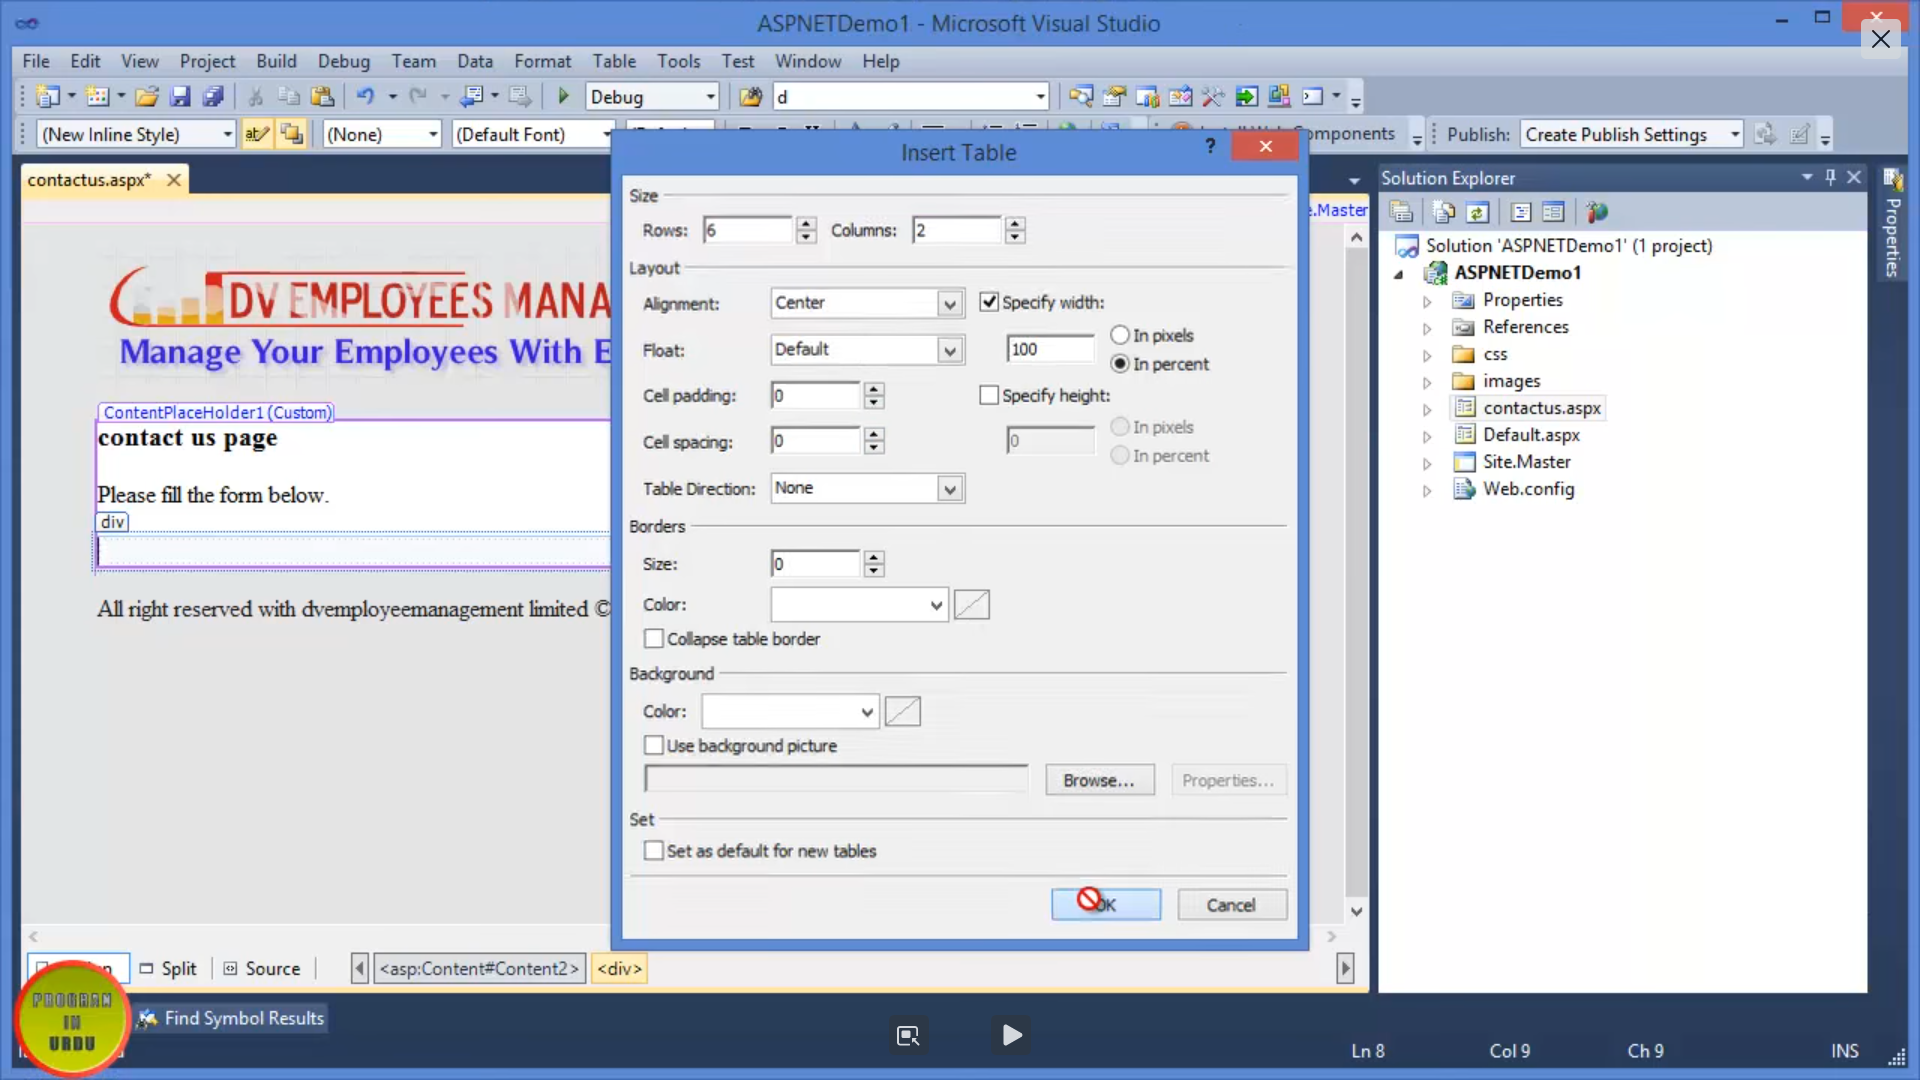 ASPNETDemo1 - Microsoft Visual Studio
File Edit View Project Build Debug Team Data Format Table Tools Test Window Help
Debug d
(New Inline Style) (None) (Default Font) Components Publish: Create Publish Settings
contactus.aspx*
e.Master
DV EMPLOYEES MANA
Manage Your Employees With E
ContentPlaceHolder1 (Custom)
contact us page
Please fill the form below.
div
All right reserved with dvemployeemanagement limited ©
Insert Table
?
Size
Rows: 6 Columns: 2
Layout
Alignment: Center Specify width:
In pixels
Float: Default 100
In percent
Cell padding: 0 Specify height:
In pixels
Cell spacing: 0 0
In percent
Table Direction: None
Borders
Size: 0
Color:
Collapse table border
Background
Color:
Use background picture
Browse... Properties...
Set
Set as default for new tables
OK Cancel
Solution Explorer
Solution 'ASPNETDemo1' (1 project)
ASPNETDemo1
Properties
References
css
images
contactus.aspx
Default.aspx
Site.Master
Web.config
Properties
Split Source <asp:Content#Content2> <div>
PROGRAM
IN
URDU
Find Symbol Results
Ln 8 Col 9 Ch 9 INS